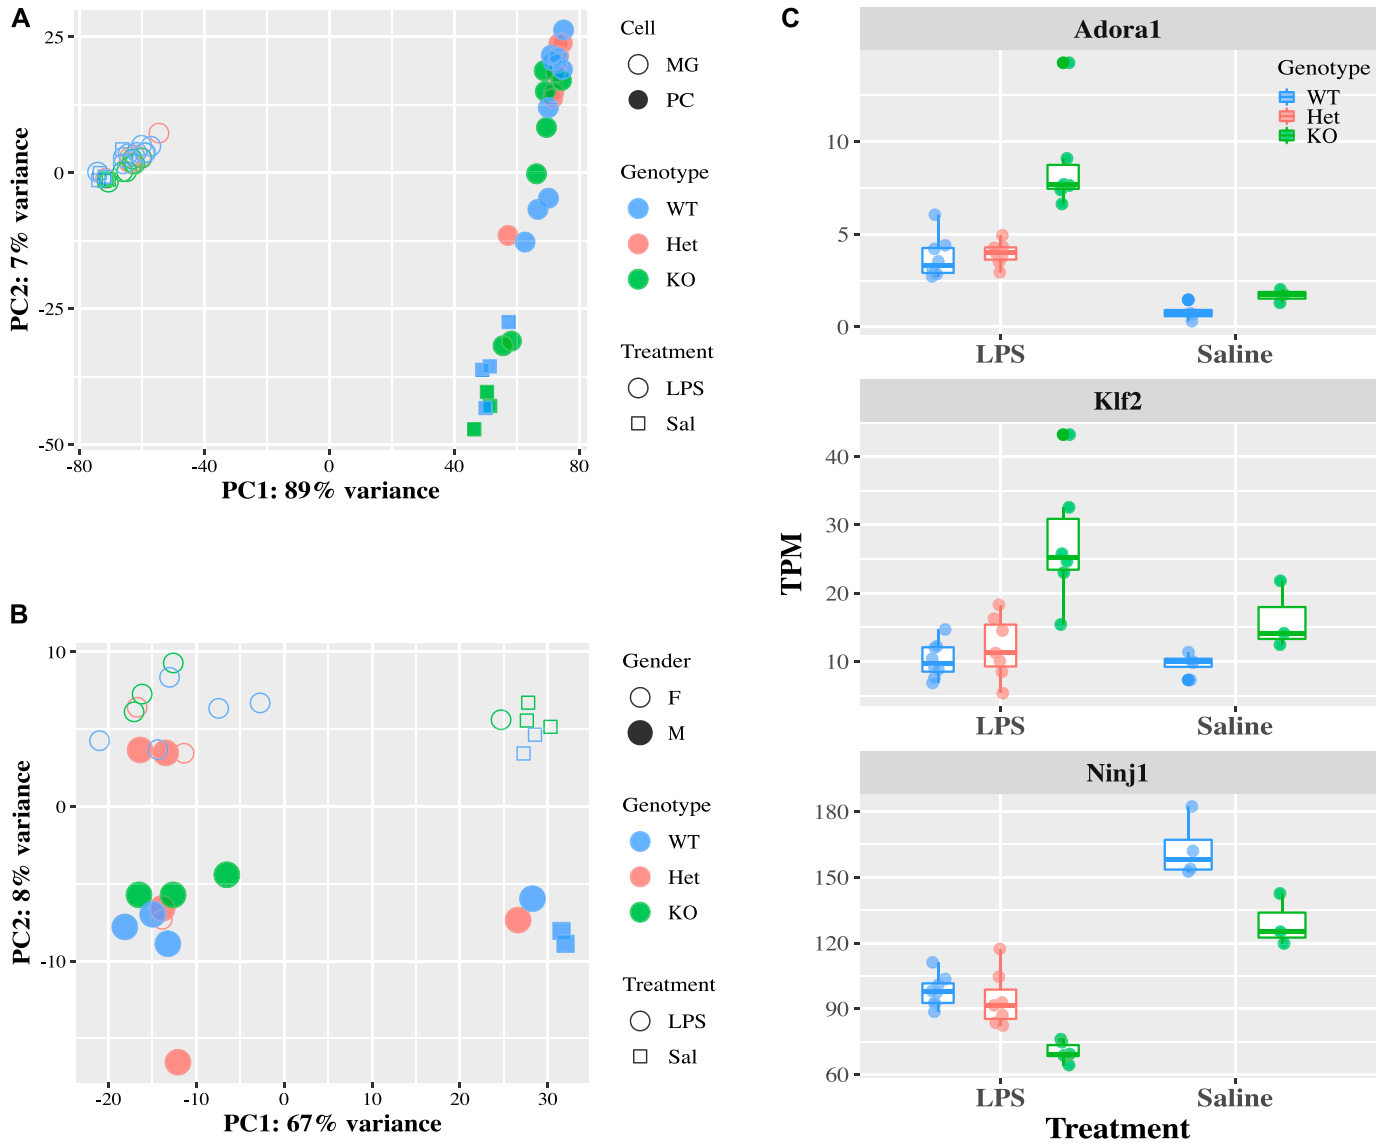 A
25
0
-25
-50
-80
-40
0
40
80
PC1: 89% variance
PC2: 7% variance
Cell
MG
PC
Genotype
WT
Het
KO
Treatment
LPS
Sal
B
10
0
-10
-20
-10
0
10
20
30
PC1: 67% variance
PC2: 8% variance
Gender
F
M
Genotype
WT
Het
KO
Treatment
LPS
Sal
C
Adora1
Genotype
WT
Het
KO
10
5
0
LPS
Saline
Klf2
40
30
20
10
LPS
Saline
TPM
Ninj1
180
150
120
90
60
LPS
Saline
Treatment